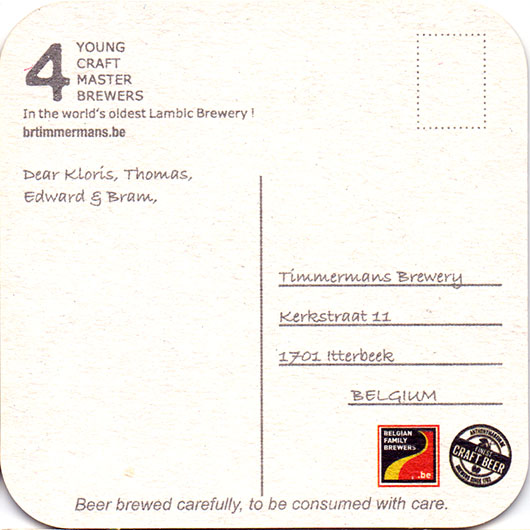 4 YOUNG
CRAFT
MASTER
BREWERS
In the world's oldest Lambic Brewery !
brtimmermans.be
Dear Kloris, Thomas,
Edward & Bram,
Timmermans Brewery
Kerkstraat 11
1701 Itterbeek
BELGIUM
BELGIAN
FAMILY
BREWERS
.be
FINEST
CRAFT BEER
Beer brewed carefully, to be consumed with care.